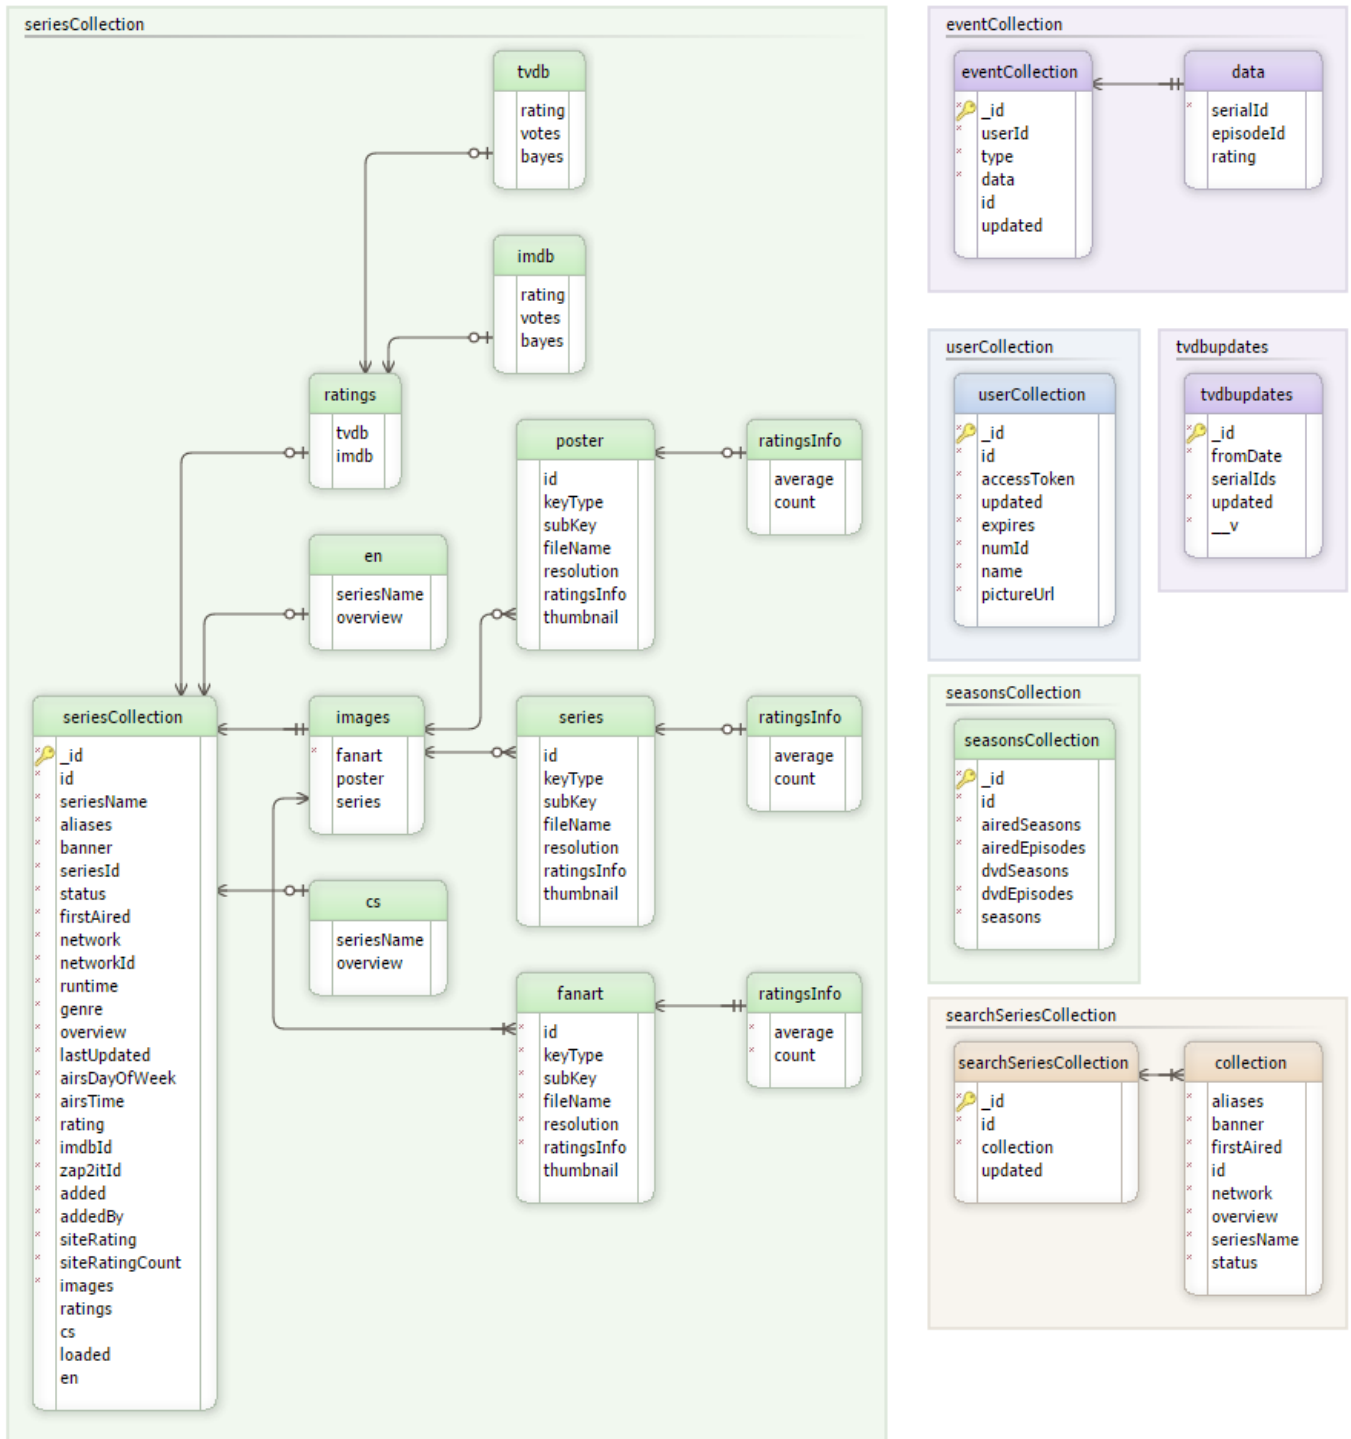 seriesCollection
tvdb
rating
votes
bayes
imdb
rating
votes
bayes
ratings
tvdb
imdb
poster
id
keyType
subKey
fileName
resolution
ratingsInfo
thumbnail
ratingsInfo
average
count
en
seriesName
overview
seriesCollection
_id
id
seriesName
aliases
banner
seriesId
status
firstAired
network
networkId
runtime
genre
overview
lastUpdated
airsDayOfWeek
airsTime
rating
imdbId
zap2itId
added
addedBy
siteRating
siteRatingCount
images
ratings
cs
loaded
en
images
fanart
poster
series
series
id
keyType
subKey
fileName
resolution
ratingsInfo
thumbnail
ratingsInfo
average
count
cs
seriesName
overview
fanart
id
keyType
subKey
fileName
resolution
ratingsInfo
thumbnail
ratingsInfo
average
count
eventCollection
eventCollection
_id
userId
type
data
id
updated
data
serialId
episodeId
rating
userCollection
userCollection
_id
id
accessToken
updated
expires
numId
name
pictureUrl
tvdbupdates
tvdbupdates
_id
fromDate
serialIds
updated
__v
seasonsCollection
seasonsCollection
_id
id
airedSeasons
airedEpisodes
dvdSeasons
dvdEpisodes
seasons
searchSeriesCollection
searchSeriesCollection
_id
id
collection
updated
collection
aliases
banner
firstAired
id
network
overview
seriesName
status